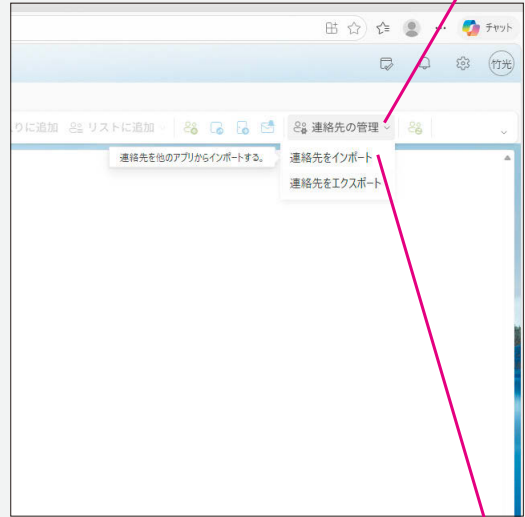 チャット
竹光
りに追加 リストに追加 連絡先の管理
連絡先を他のアプリからインポートする。
連絡先をインポート
連絡先をエクスポート